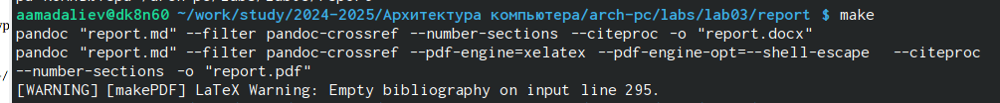 aamadaliev@dk8n60 ~/work/study/2024-2025/Архитектура компьютера/arch-pc/labs/lab03/report $ make
pandoc "report.md" --filter pandoc-crossref --number-sections --citeproc -o "report.docx"
pandoc "report.md" --filter pandoc-crossref --pdf-engine=xelatex --pdf-engine-opt=--shell-escape   --citeproc
--number-sections -o "report.pdf"
[WARNING] [makePDF] LaTeX Warning: Empty bibliography on input line 295.